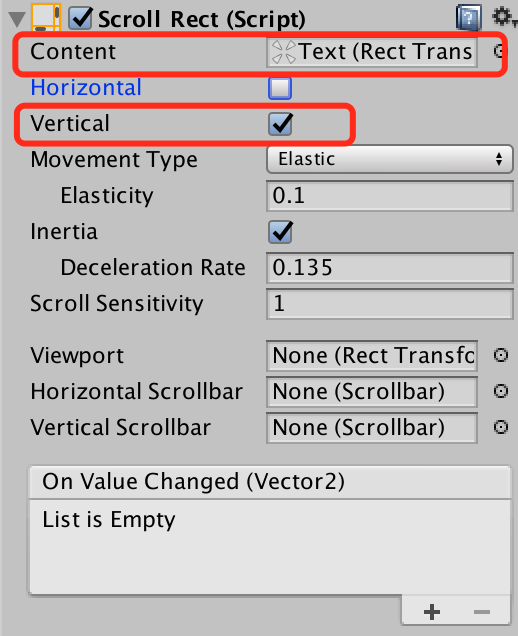 Scroll Rect (Script)
Content Text (Rect Trans
Horizontal
Vertical
Movement Type Elastic
Elasticity 0.1
Inertia
Deceleration Rate 0.135
Scroll Sensitivity 1
Viewport None (Rect Transfo
Horizontal Scrollbar None (Scrollbar)
Vertical Scrollbar None (Scrollbar)
On Value Changed (Vector2)
List is Empty